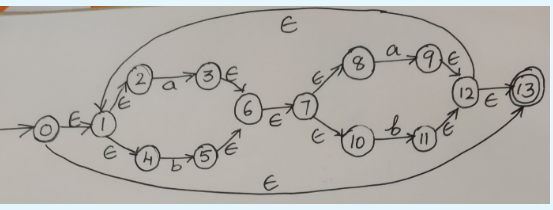 ε
2 a 3 ε 8 a 9 ε
ε ε
0 ε 1 6 ε 7 12 ε 13
ε 4 b 5 ε ε 10 b 11 ε
ε